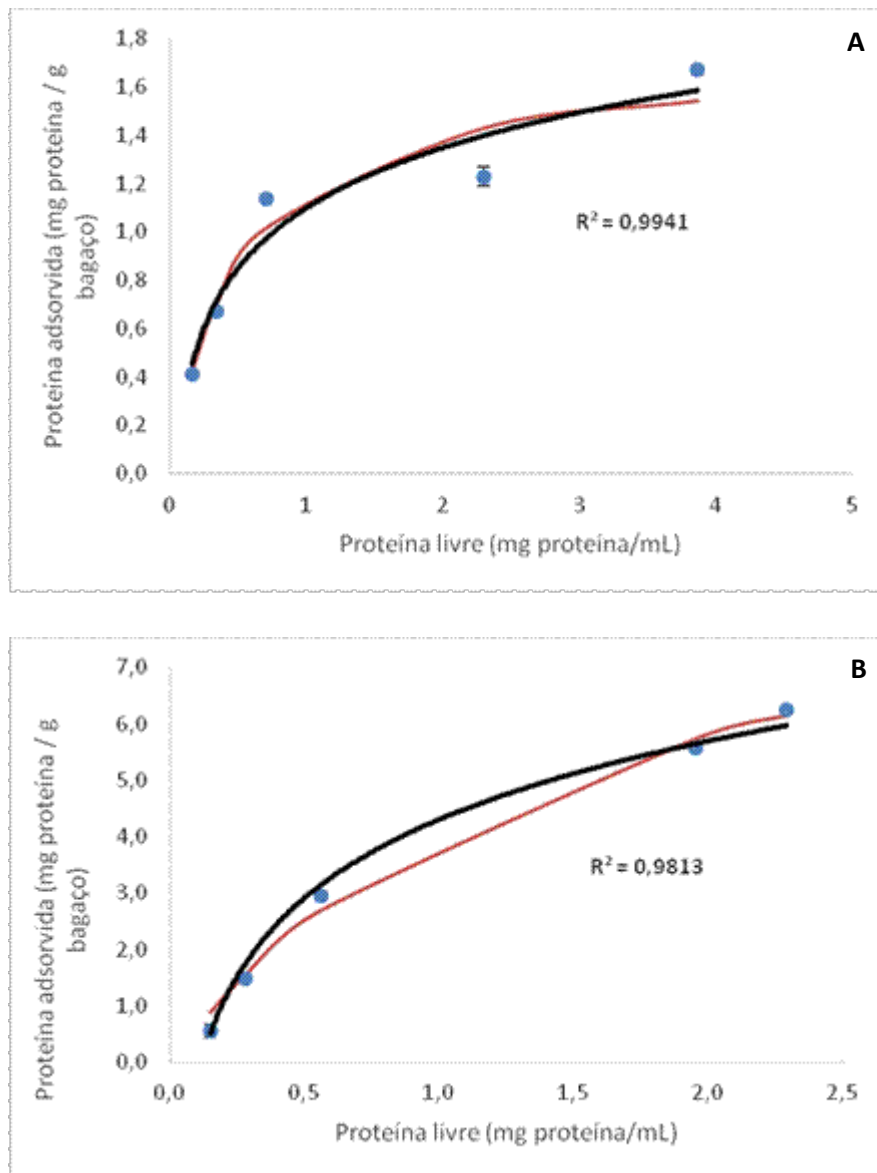 A
1,8
1,6
1,4
1,2
1,0
0,8
0,6
0,4
0,2
0,0
Proteína adsorvida (mg proteína / g
bagaço)
R² = 0,9941
0 1 2 3 4 5
Proteína livre (mg proteína/mL)
B
7,0
6,0
5,0
4,0
3,0
2,0
1,0
0,0
Proteína adsorvida (mg proteína / g
bagaço)
R² = 0,9813
0,0 0,5 1,0 1,5 2,0 2,5
Proteína livre (mg proteína/mL)